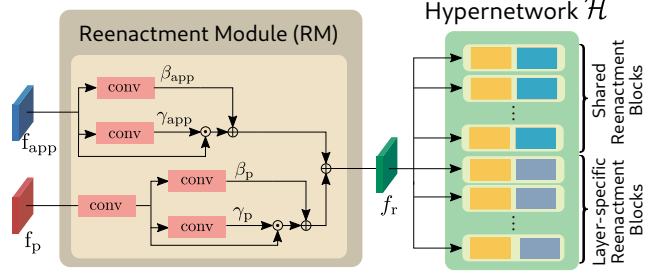 Reenactment Module (RM)
Hypernetwork ℋ
conv
β_app
conv
γ_app
f_app
conv
conv
β_p
conv
γ_p
f_p
f_r
...
...
Shared
Reenactment
Blocks
Layer-specific
Reenactment
Blocks